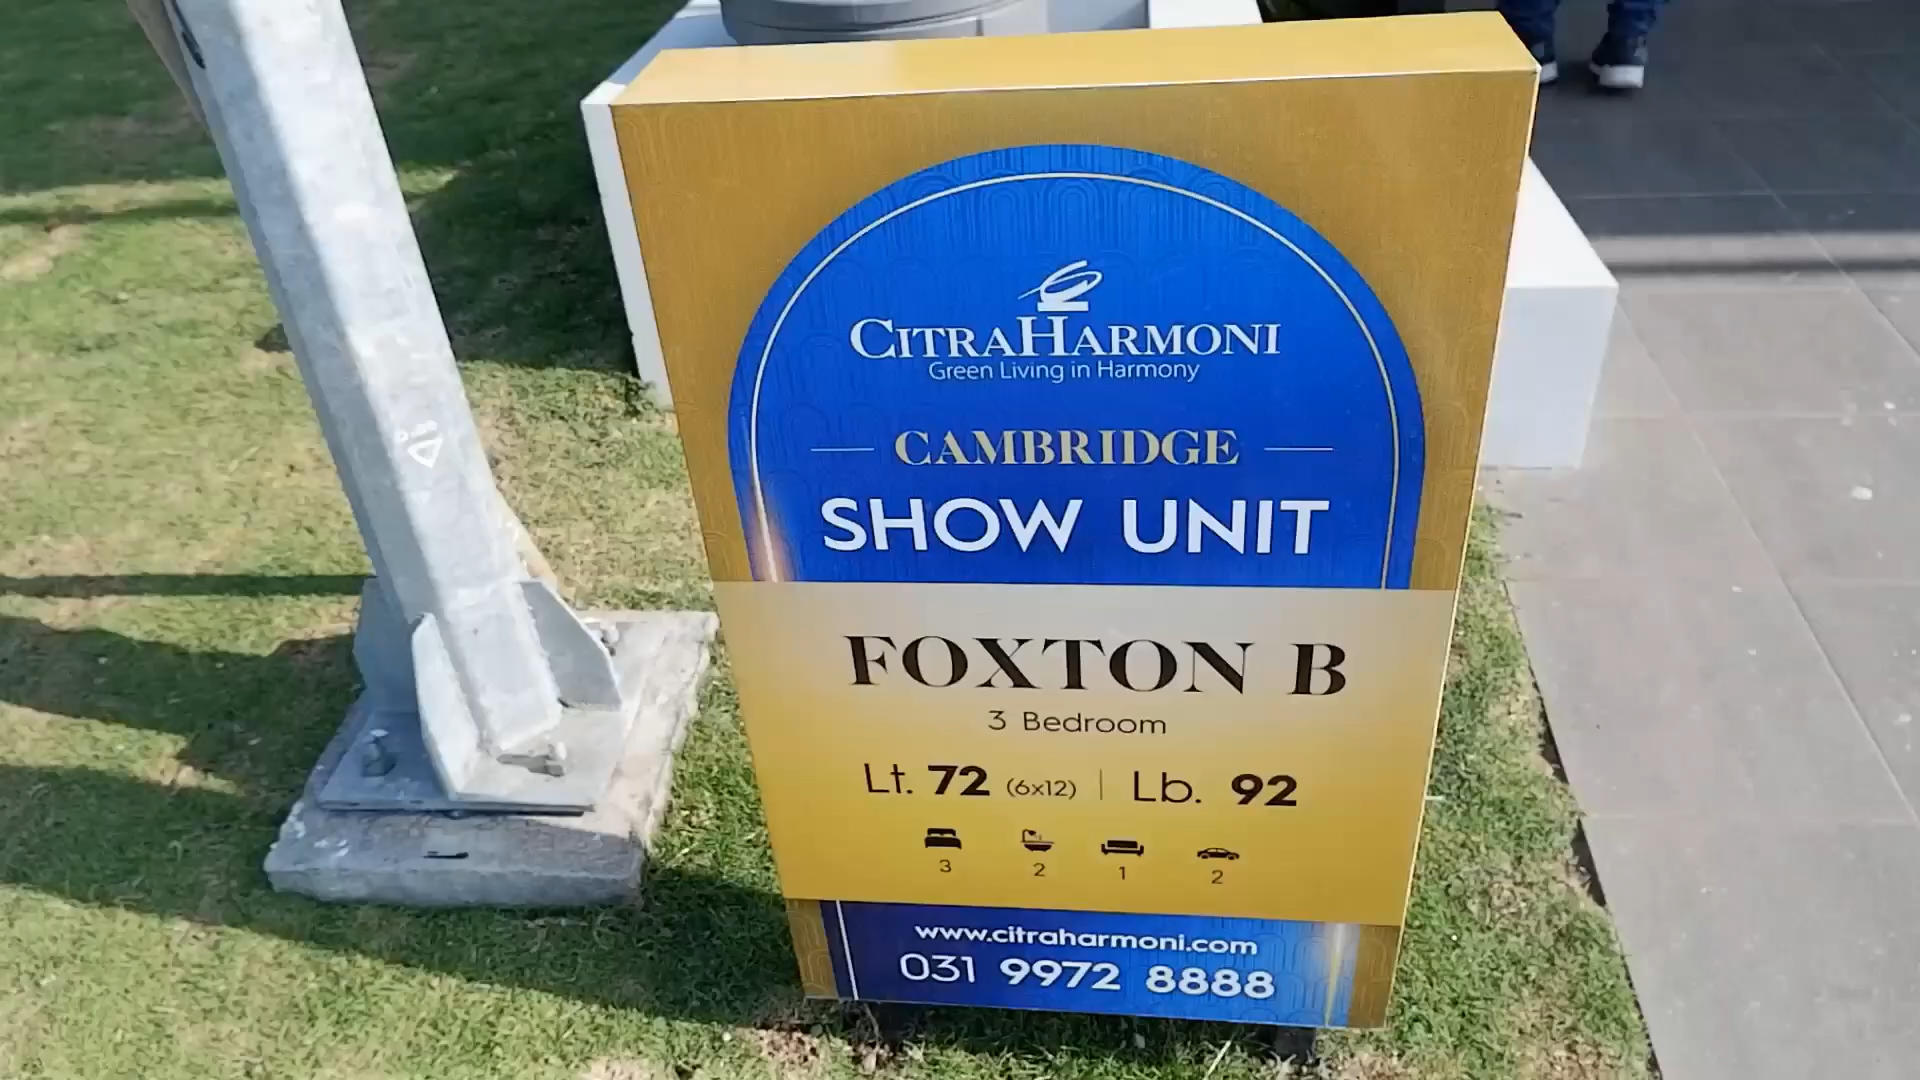 CITRAHARMONI
Green Living in Harmony
CAMBRIDGE
SHOW UNIT
FOXTON B
3 Bedroom
Lt. 72 (6x12) | Lb. 92
3 2 1 2
www.citraharmoni.com
031 9972 8888